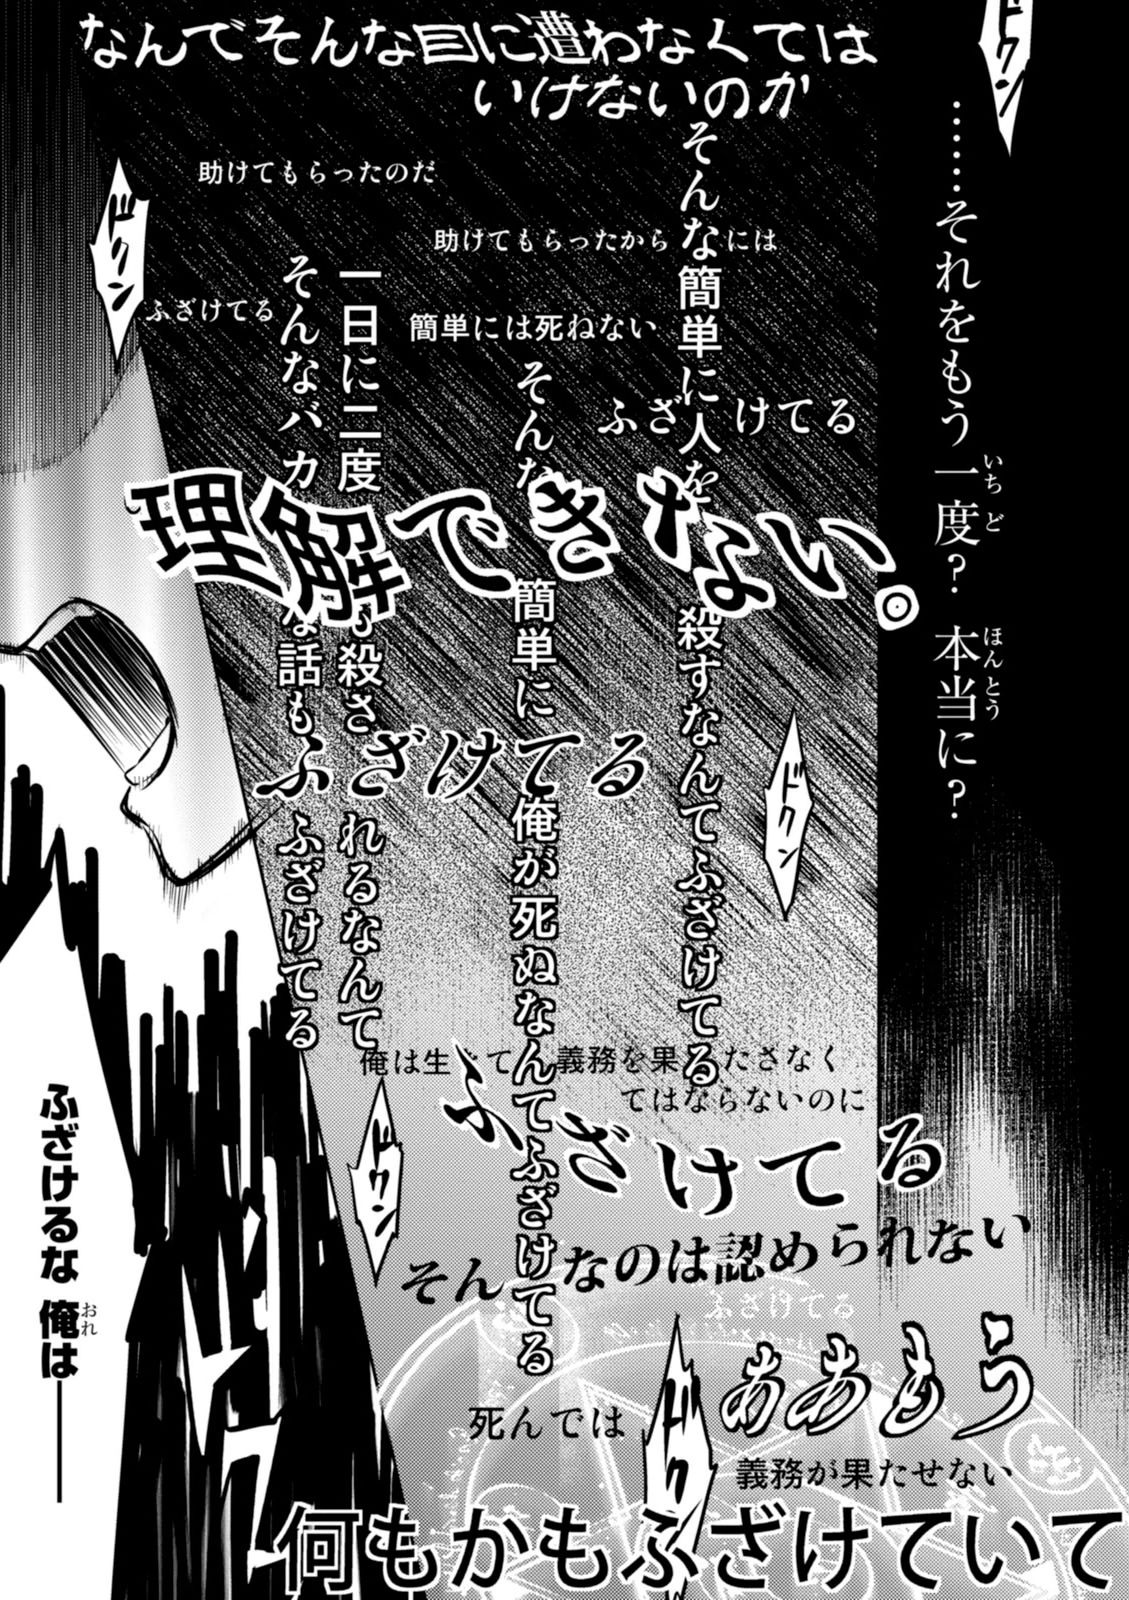 ドクン
……それをもう一度？本当に？
いちど
ほんとう
なんでそんな目に遭わなくては
いけないのか
助けてもらったのだ
助けてもらったから
には
簡単には死ねない
ふざけてる
ドクン
そんな簡単に人を
殺すなんてふざけてる
ふざけてる
そんな
簡単に俺が死ぬなんてふざけてる
一日に二度
も殺されるなんて
そんなバカ
な話もふざけてる
理解できない。
ふざけてる
ドクン
俺は生きて義務を果たさなく
てはならないのに
ふざけてる
ドクン
そんなのは認められない
ふざけてる
ああもう
ドクン
死んでは
義務が果たせない
何もかもふざけていて
ふざけるな 俺は――
おれ